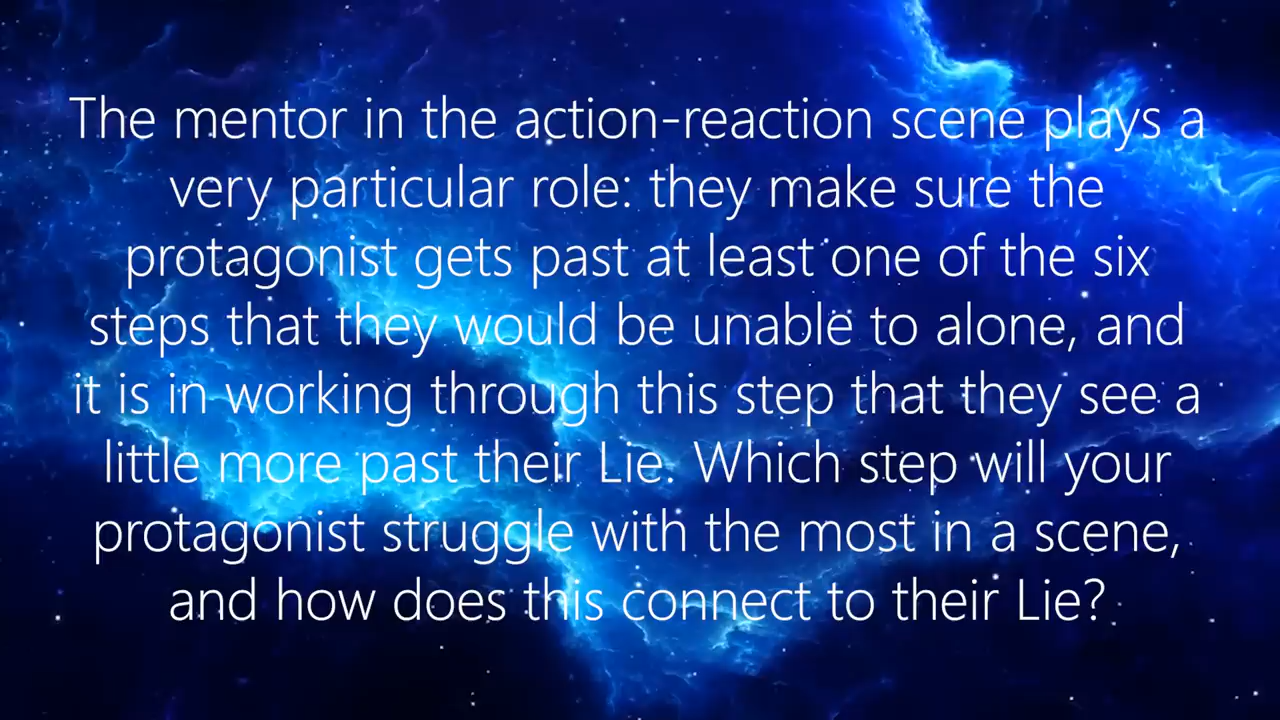 The mentor in the action-reaction scene plays a
very particular role: they make sure the
protagonist gets past at least one of the six
steps that they would be unable to alone, and
it is in working through this step that they see a
little more past their Lie. Which step will your
protagonist struggle with the most in a scene,
and how does this connect to their Lie?